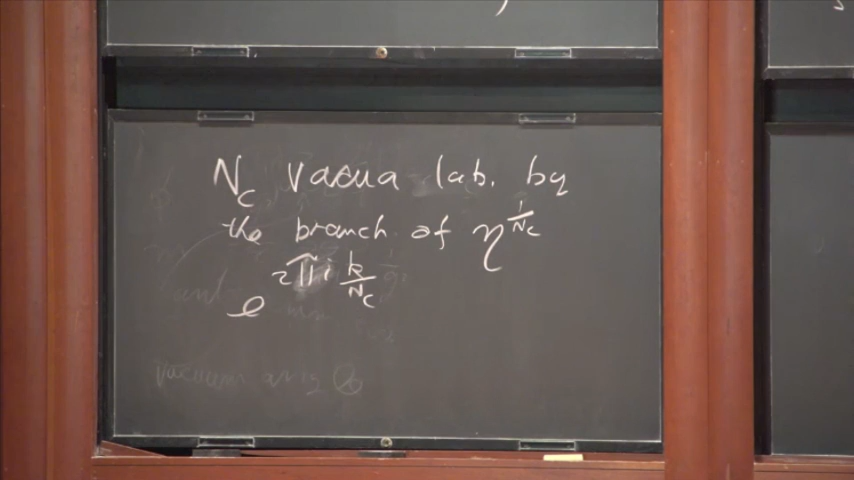 N_c vacua lab. by
the branch of η^{1/N_c}
e^{2πi k/N_c}